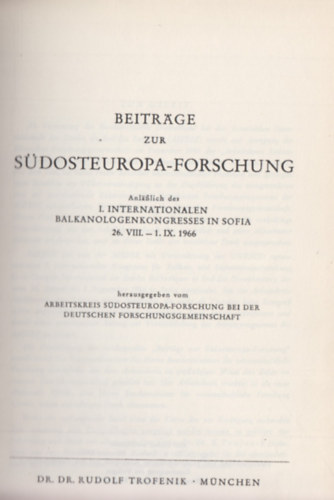 BEITRÄGE
ZUR
SÜDOSTEUROPA-FORSCHUNG
Anläßlich des
I. INTERNATIONALEN
BALKANOLOGENKONGRESSES IN SOFIA
26. VIII. – 1. IX. 1966
herausgegeben vom
ARBEITSKREIS SÜDOSTEUROPA-FORSCHUNG BEI DER
DEUTSCHEN FORSCHUNGSGEMEINSCHAFT
DR. DR. RUDOLF TROFENIK · MÜNCHEN